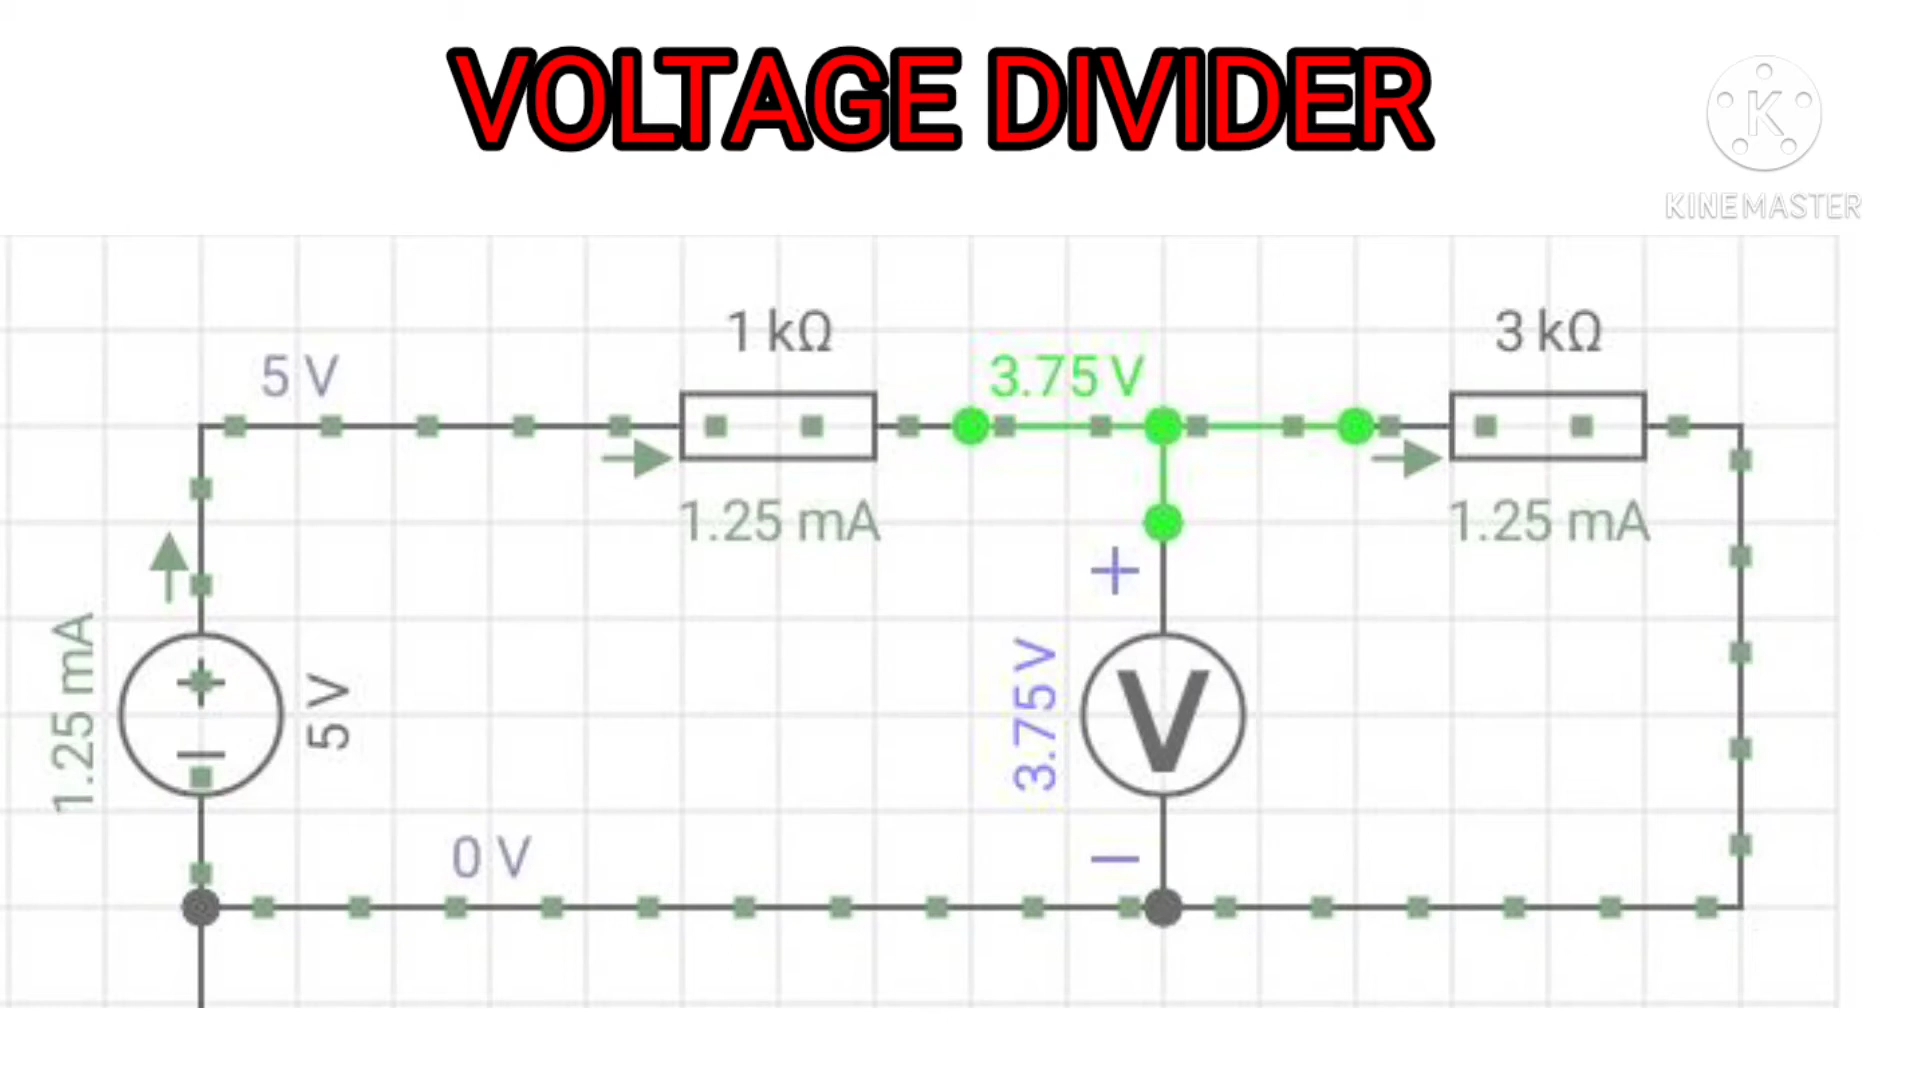 VOLTAGE DIVIDER
K
KINEMASTER
1 kΩ
3 kΩ
5 V
3.75 V
1.25 mA
1.25 mA
+
1.25 mA
+
–
5 V
3.75 V
V
0 V
–